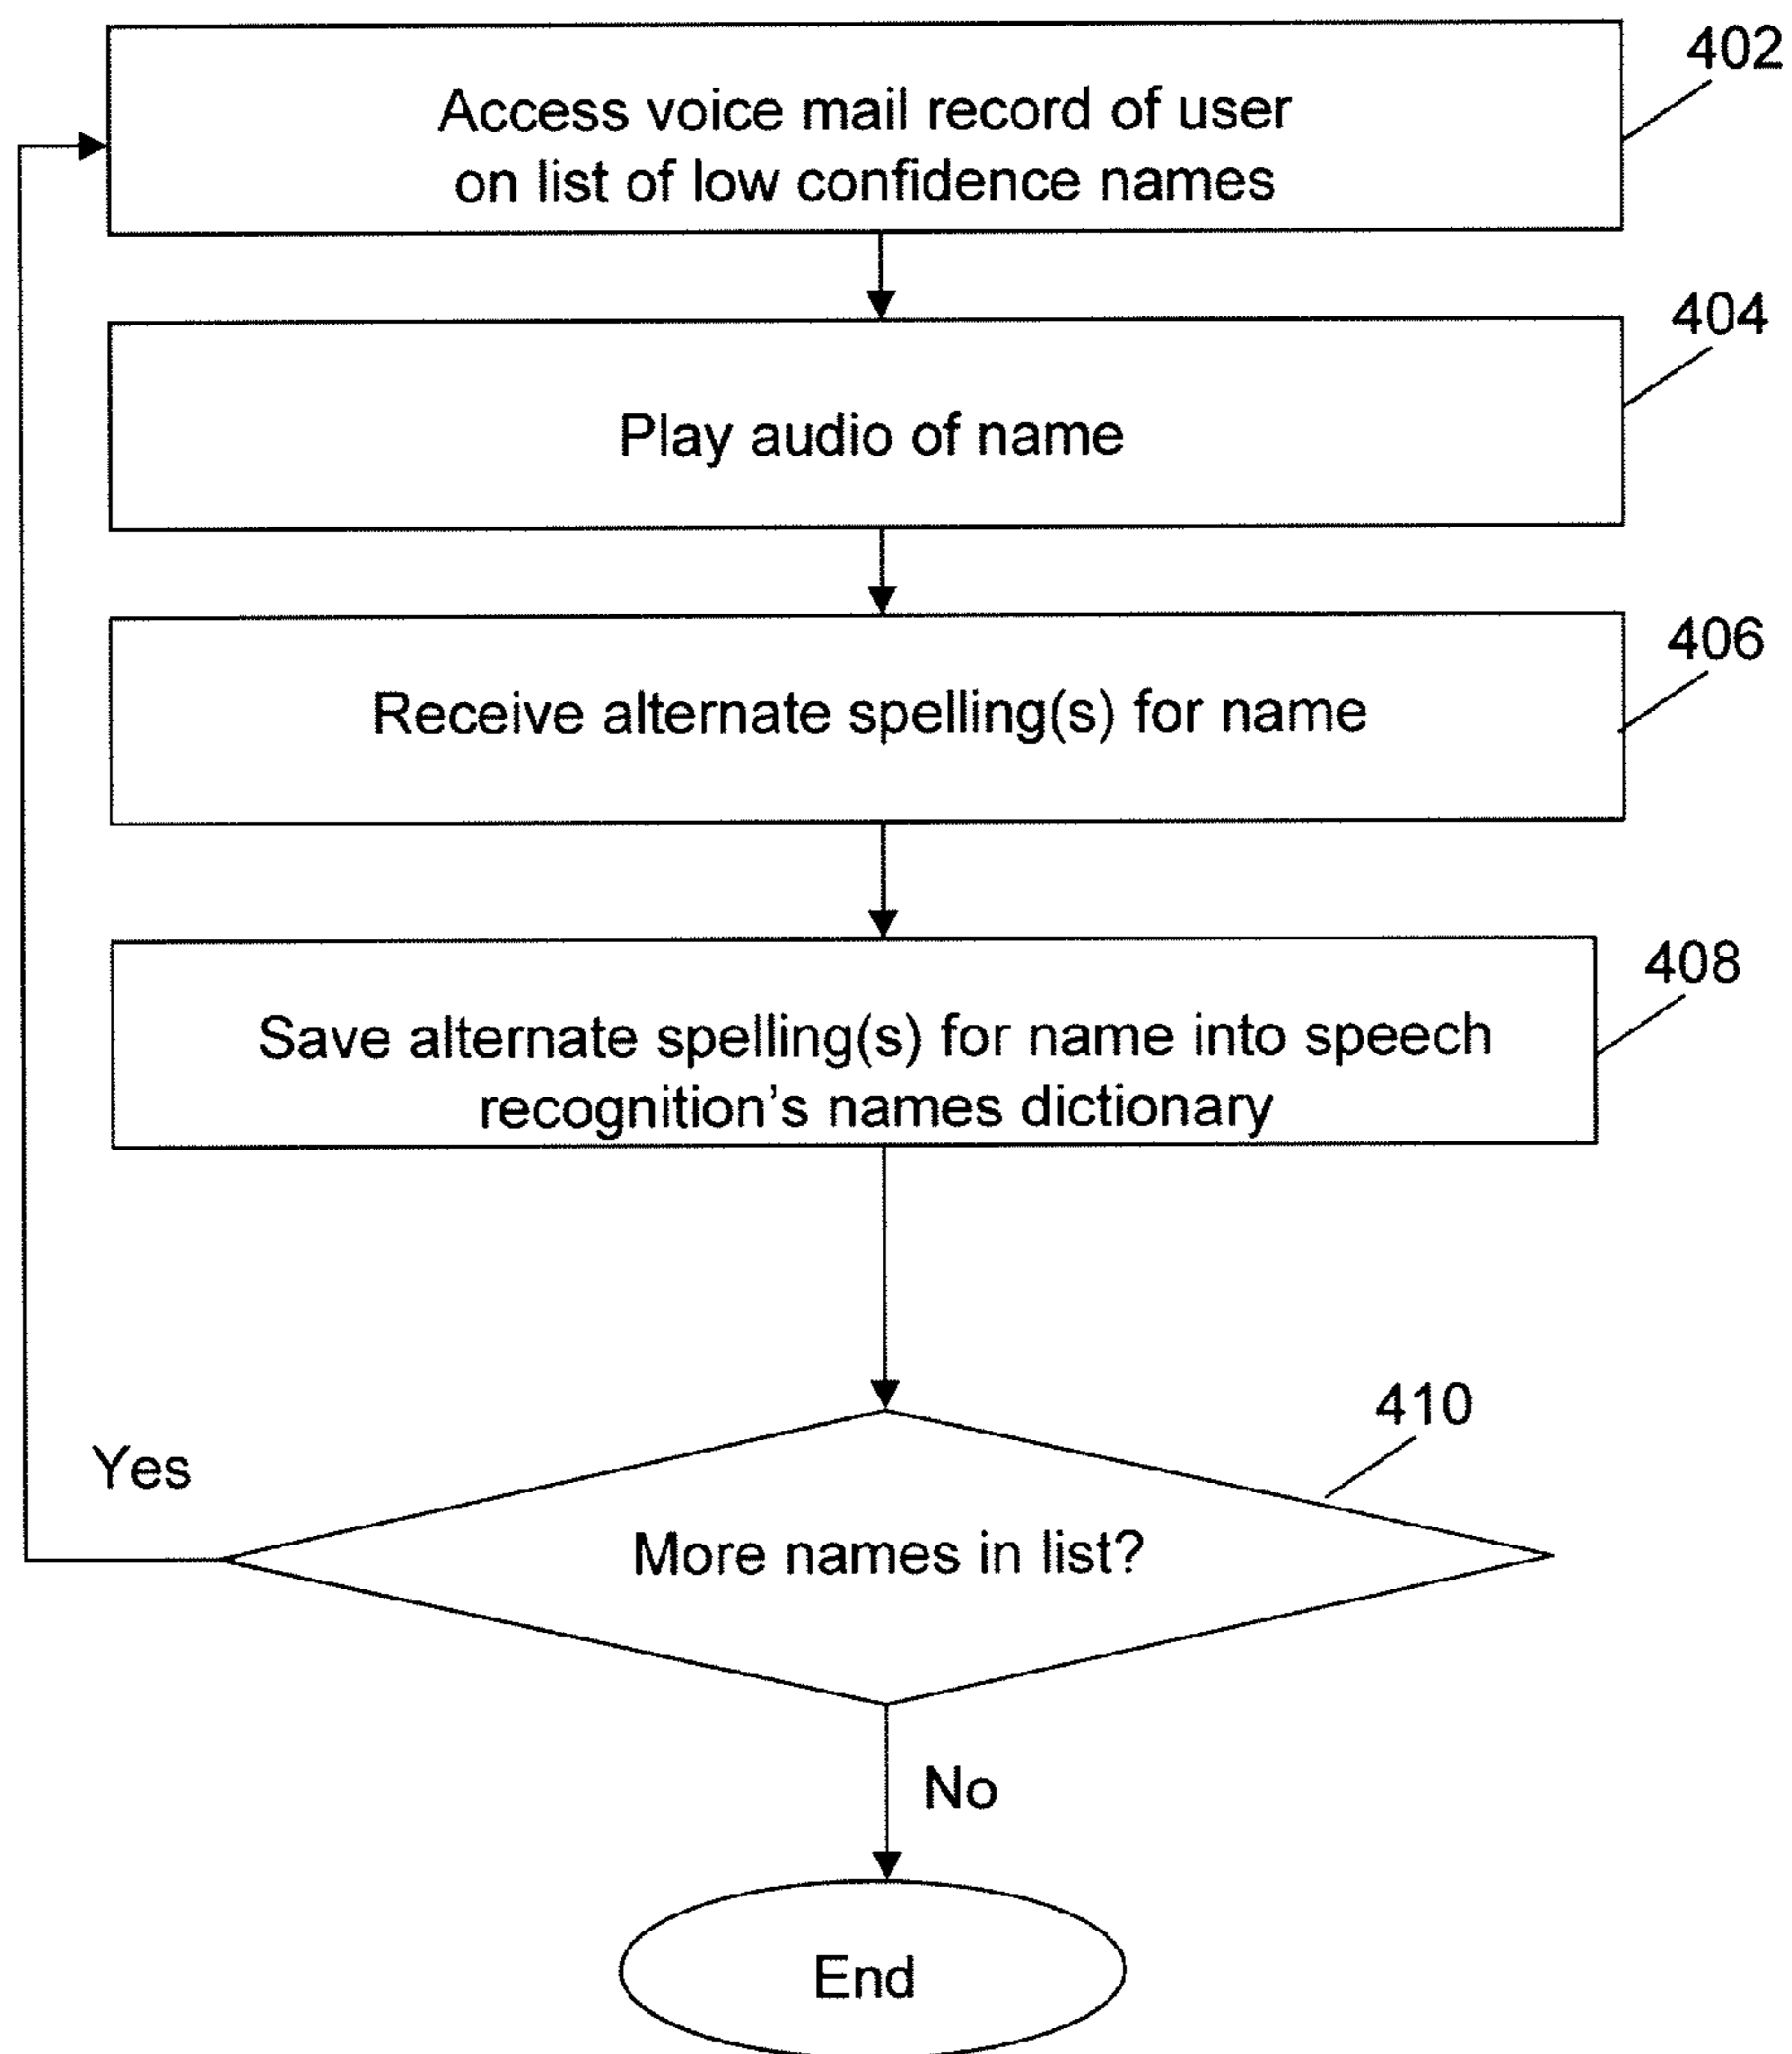 402
Access voice mail record of user
on list of low confidence names
404
Play audio of name
406
Receive alternate spelling(s) for name
408
Save alternate spelling(s) for name into speech
recognition's names dictionary
410
Yes
More names in list?
No
End